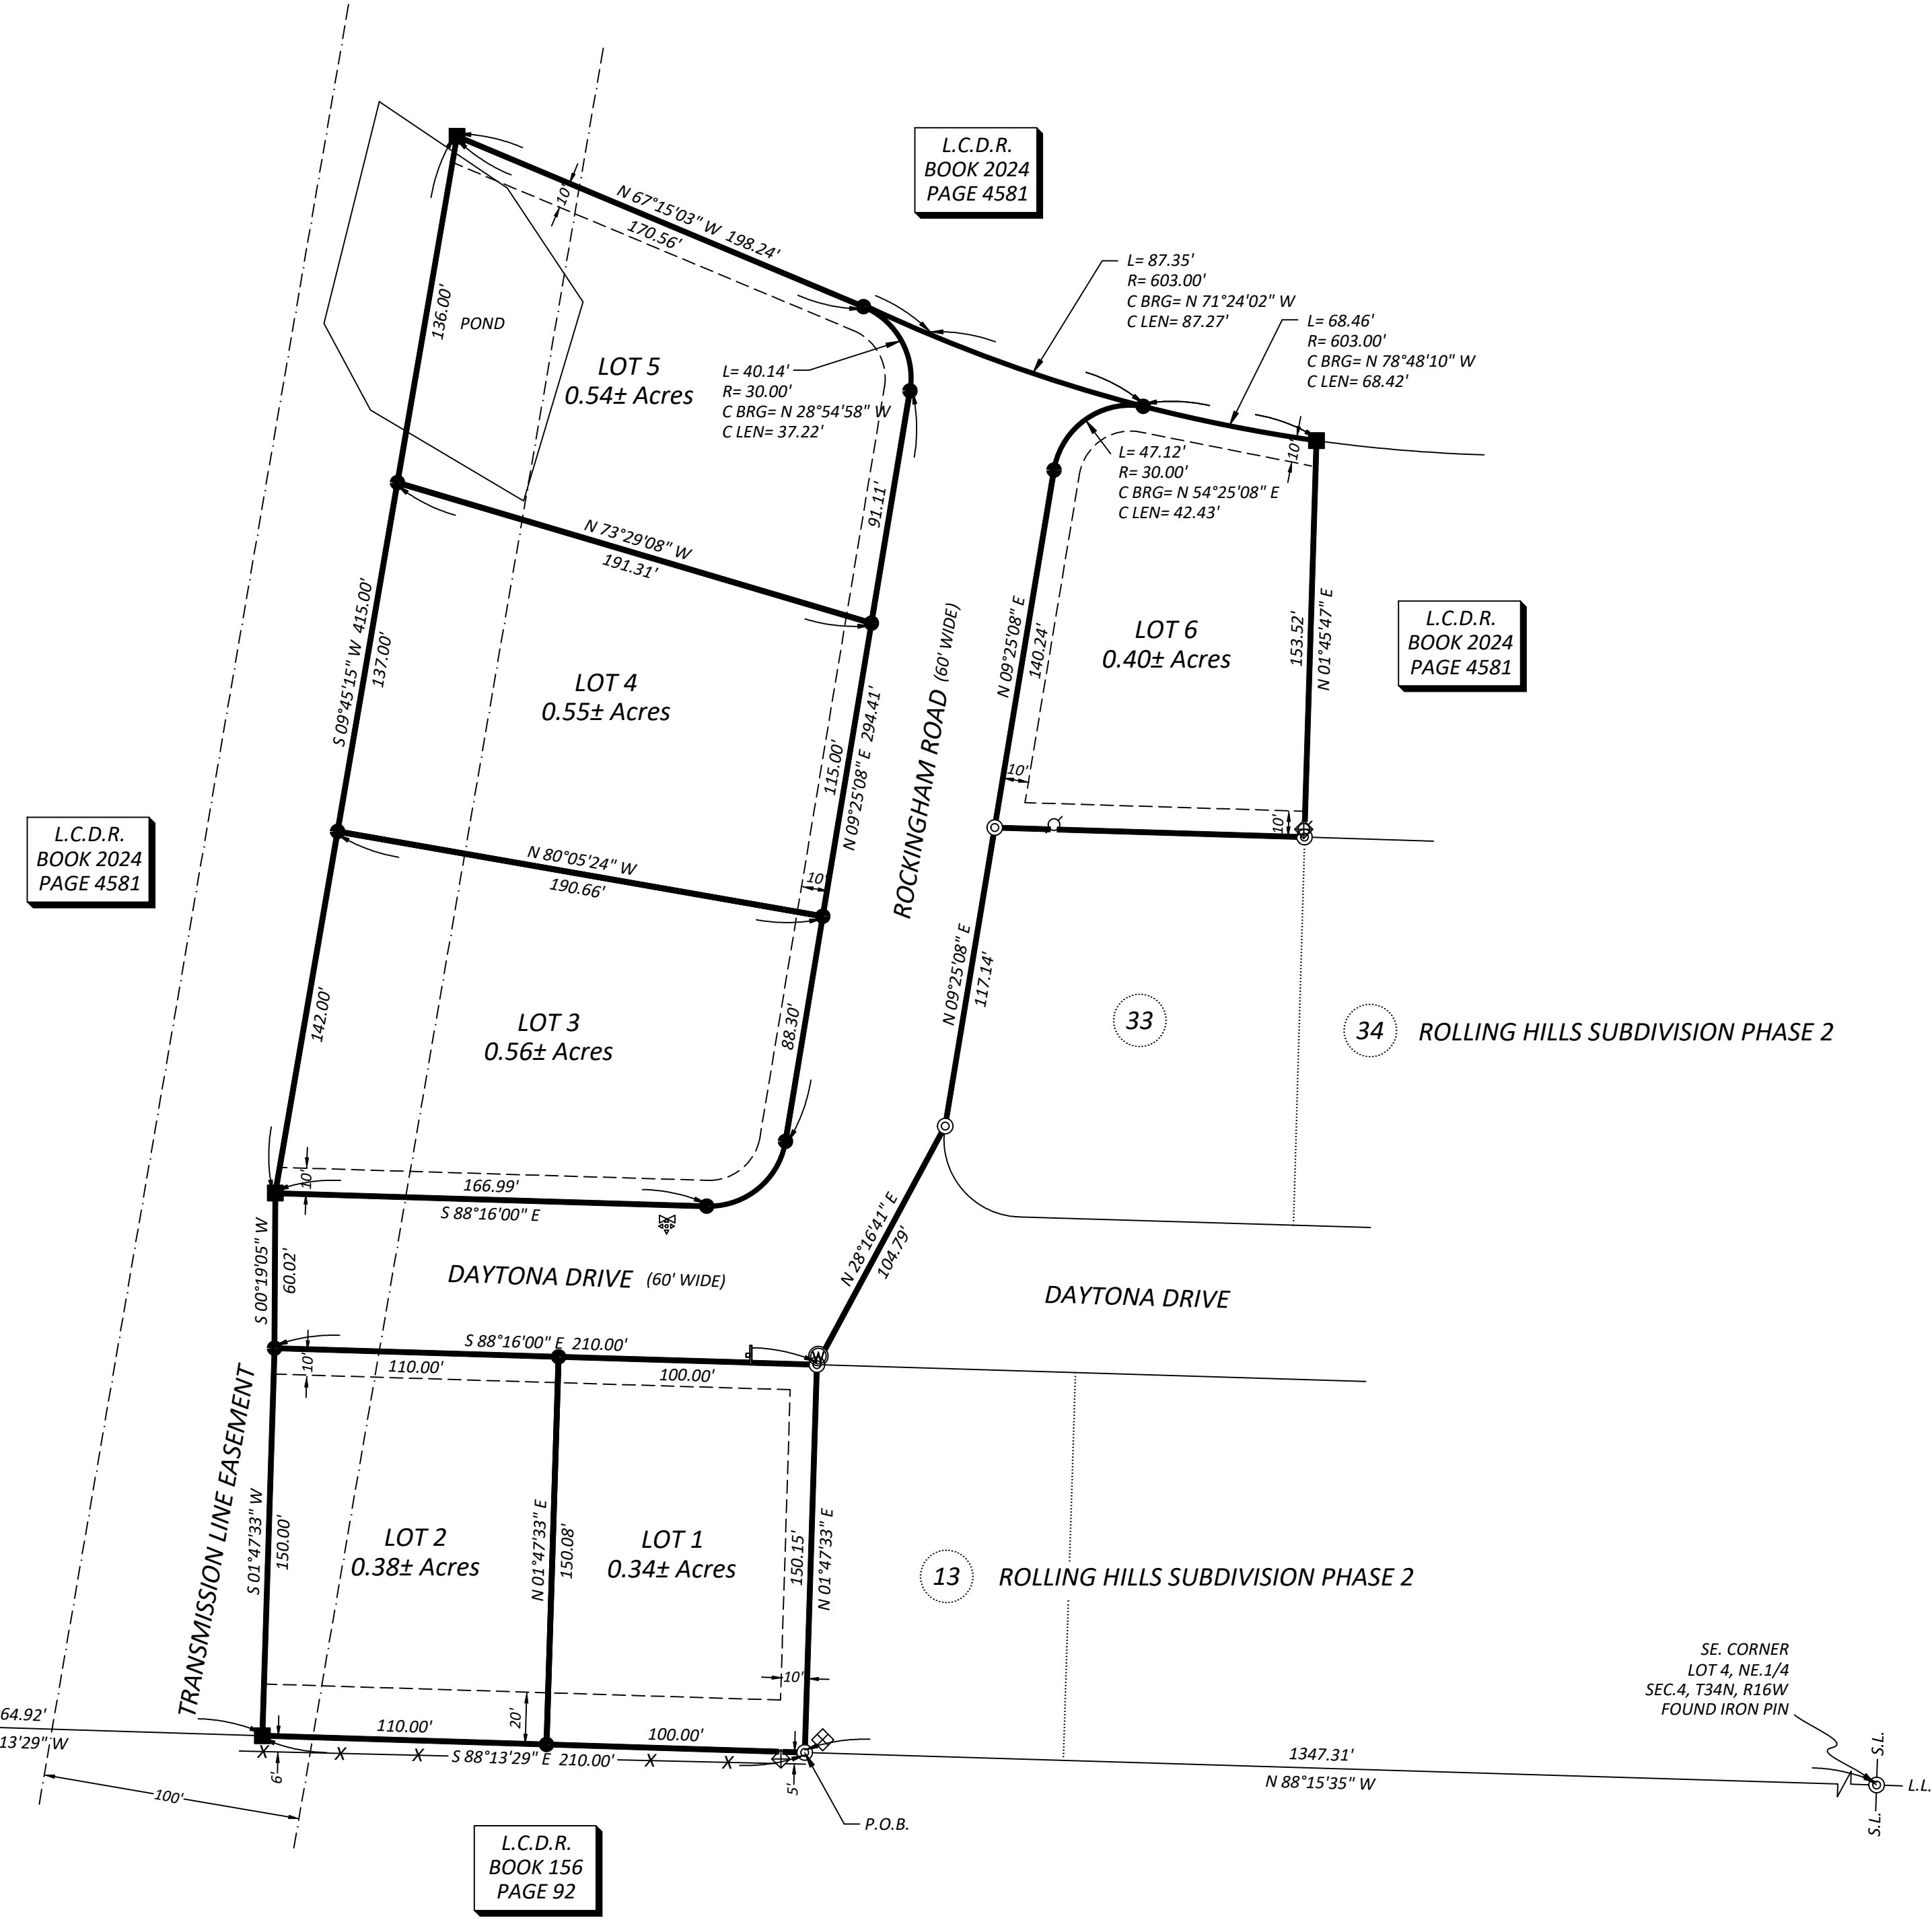 L.C.D.R.
BOOK 2024
PAGE 4581
10'
N 67°15'03" W 198.24'
170.56'
L= 87.35'
R= 603.00'
C BRG= N 71°24'02" W
C LEN= 87.27'
L= 68.46'
R= 603.00'
C BRG= N 78°48'10" W
C LEN= 68.42'
136.00'
POND
LOT 5
0.54± Acres
L= 40.14'
R= 30.00'
C BRG= N 28°54'58" W
C LEN= 37.22'
10'
L= 47.12'
R= 30.00'
C BRG= N 54°25'08" E
C LEN= 42.43'
91.11'
N 73°29'08" W
191.31'
S 09°45'15" W 415.00'
137.00'
LOT 4
0.55± Acres
115.00'
N 09°25'08" E 294.41'
ROCKINGHAM ROAD (60' WIDE)
N 09°25'08" E
140.24'
LOT 6
0.40± Acres
153.52'
N 01°45'47" E
L.C.D.R.
BOOK 2024
PAGE 4581
10'
10'
L.C.D.R.
BOOK 2024
PAGE 4581
N 80°05'24" W
190.66'
10'
142.00'
LOT 3
0.56± Acres
88.30'
N 09°25'08" E
117.14'
33
34
ROLLING HILLS SUBDIVISION PHASE 2
10'
166.99'
S 88°16'00" E
S 00°19'05" W
60.02'
DAYTONA DRIVE (60' WIDE)
N 28°16'41" E
104.79'
DAYTONA DRIVE
S 88°16'00" E 210.00'
W
10'
110.00'
100.00'
TRANSMISSION LINE EASEMENT
S 01°47'33" W
150.00'
LOT 2
0.38± Acres
N 01°47'33" E
150.08'
LOT 1
0.34± Acres
150.15'
N 01°47'33" E
13
ROLLING HILLS SUBDIVISION PHASE 2
10'
20'
SE. CORNER
LOT 4, NE.1/4
SEC.4, T34N, R16W
FOUND IRON PIN
64.92'
13'29" W
110.00'
100.00'
X X X S 88°13'29" E 210.00' X X
6'
5'
1347.31'
N 88°15'35" W
S.L.
L.L.
S.L.
100'
P.O.B.
L.C.D.R.
BOOK 156
PAGE 92